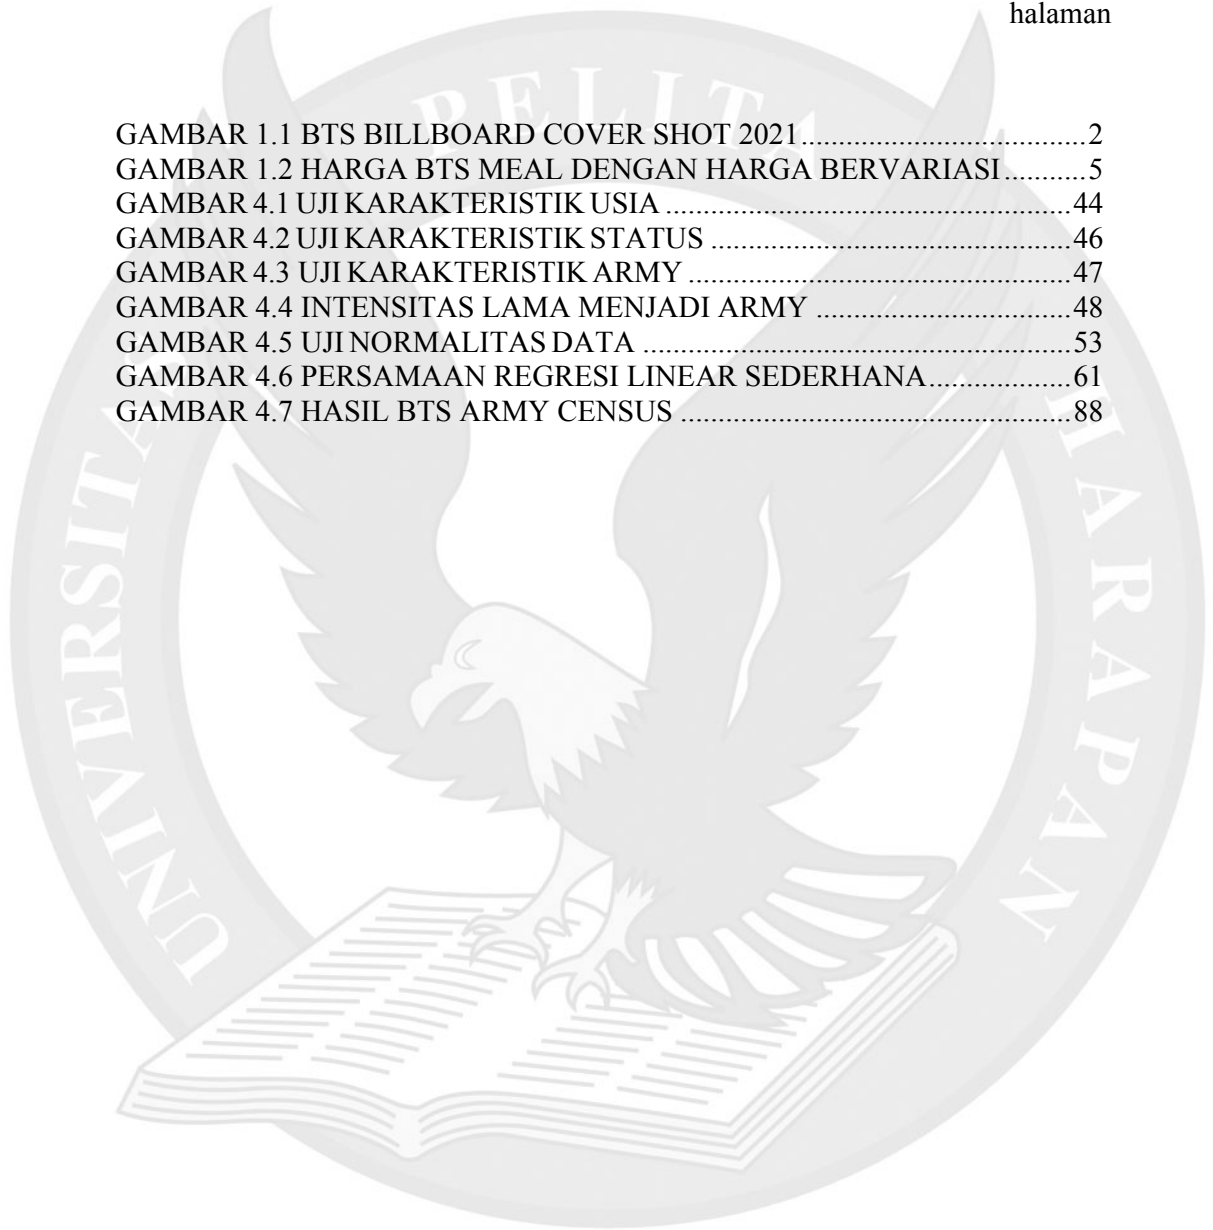 halaman
PELITA
GAMBAR 1.1 BTS BILLBOARD COVER SHOT 2021..................................2
GAMBAR 1.2 HARGA BTS MEAL DENGAN HARGA BERVARIASI..........5
GAMBAR 4.1 UJI KARAKTERISTIK USIA ................................................44
GAMBAR 4.2 UJI KARAKTERISTIK STATUS ...........................................46
GAMBAR 4.3 UJI KARAKTERISTIK ARMY ..............................................47
GAMBAR 4.4 INTENSITAS LAMA MENJADI ARMY ..............................48
GAMBAR 4.5 UJI NORMALITAS DATA ...................................................53
GAMBAR 4.6 PERSAMAAN REGRESI LINEAR SEDERHANA.................61
GAMBAR 4.7 HASIL BTS ARMY CENSUS ...............................................88
UNIVERSITAS
HARAPAN